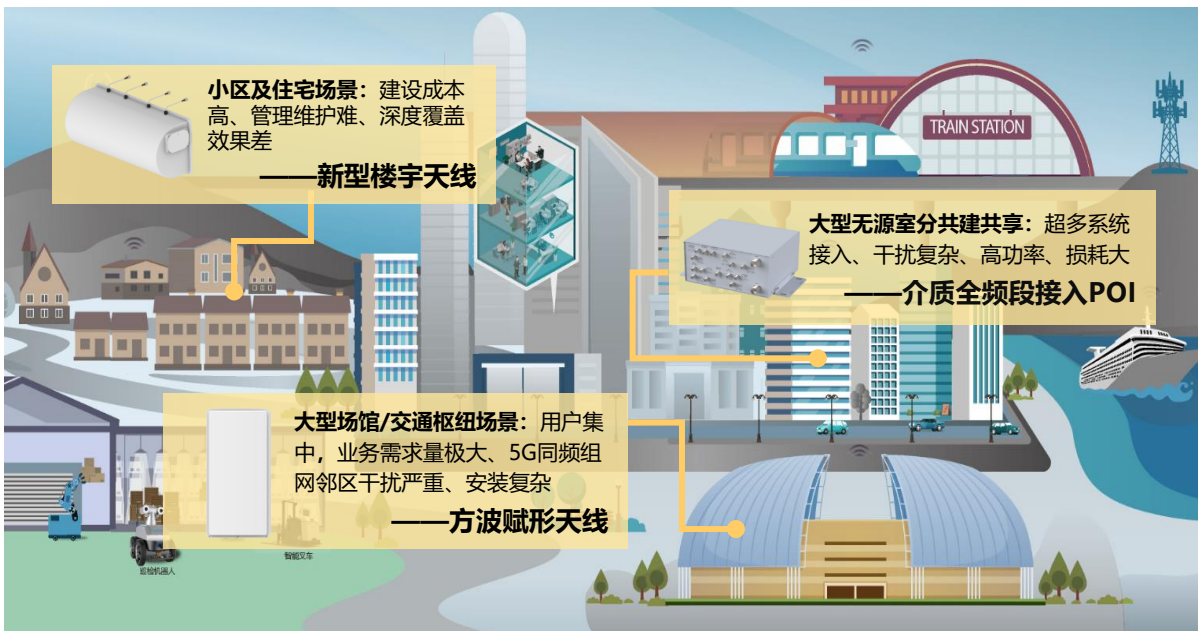 小区及住宅场景：建设成本
高、管理维护难、深度覆盖
效果差
——新型楼宇天线
TRAIN STATION
大型无源室分共建共享：超多系统
接入、干扰复杂、高功率、损耗大
——介质全频段接入POI
大型场馆/交通枢纽场景：用户集
中，业务需求量极大、5G同频组
网邻区干扰严重、安装复杂
——方波赋形天线
智能叉车
巡检机器人